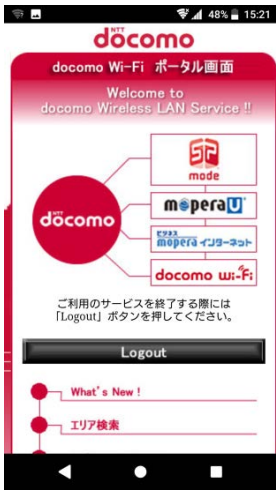 48% 15:21
NTT
docomo
docomo Wi-Fi ポータル画面
Welcome to
docomo Wireless LAN Service !!
SP
mode
NTT
docomo
moperaU
ビジネス
mopera インターネット
docomo Wi-Fi
ご利用のサービスを終了する際には
「Logout」ボタンを押してください。
Logout
What's New !
エリア検索